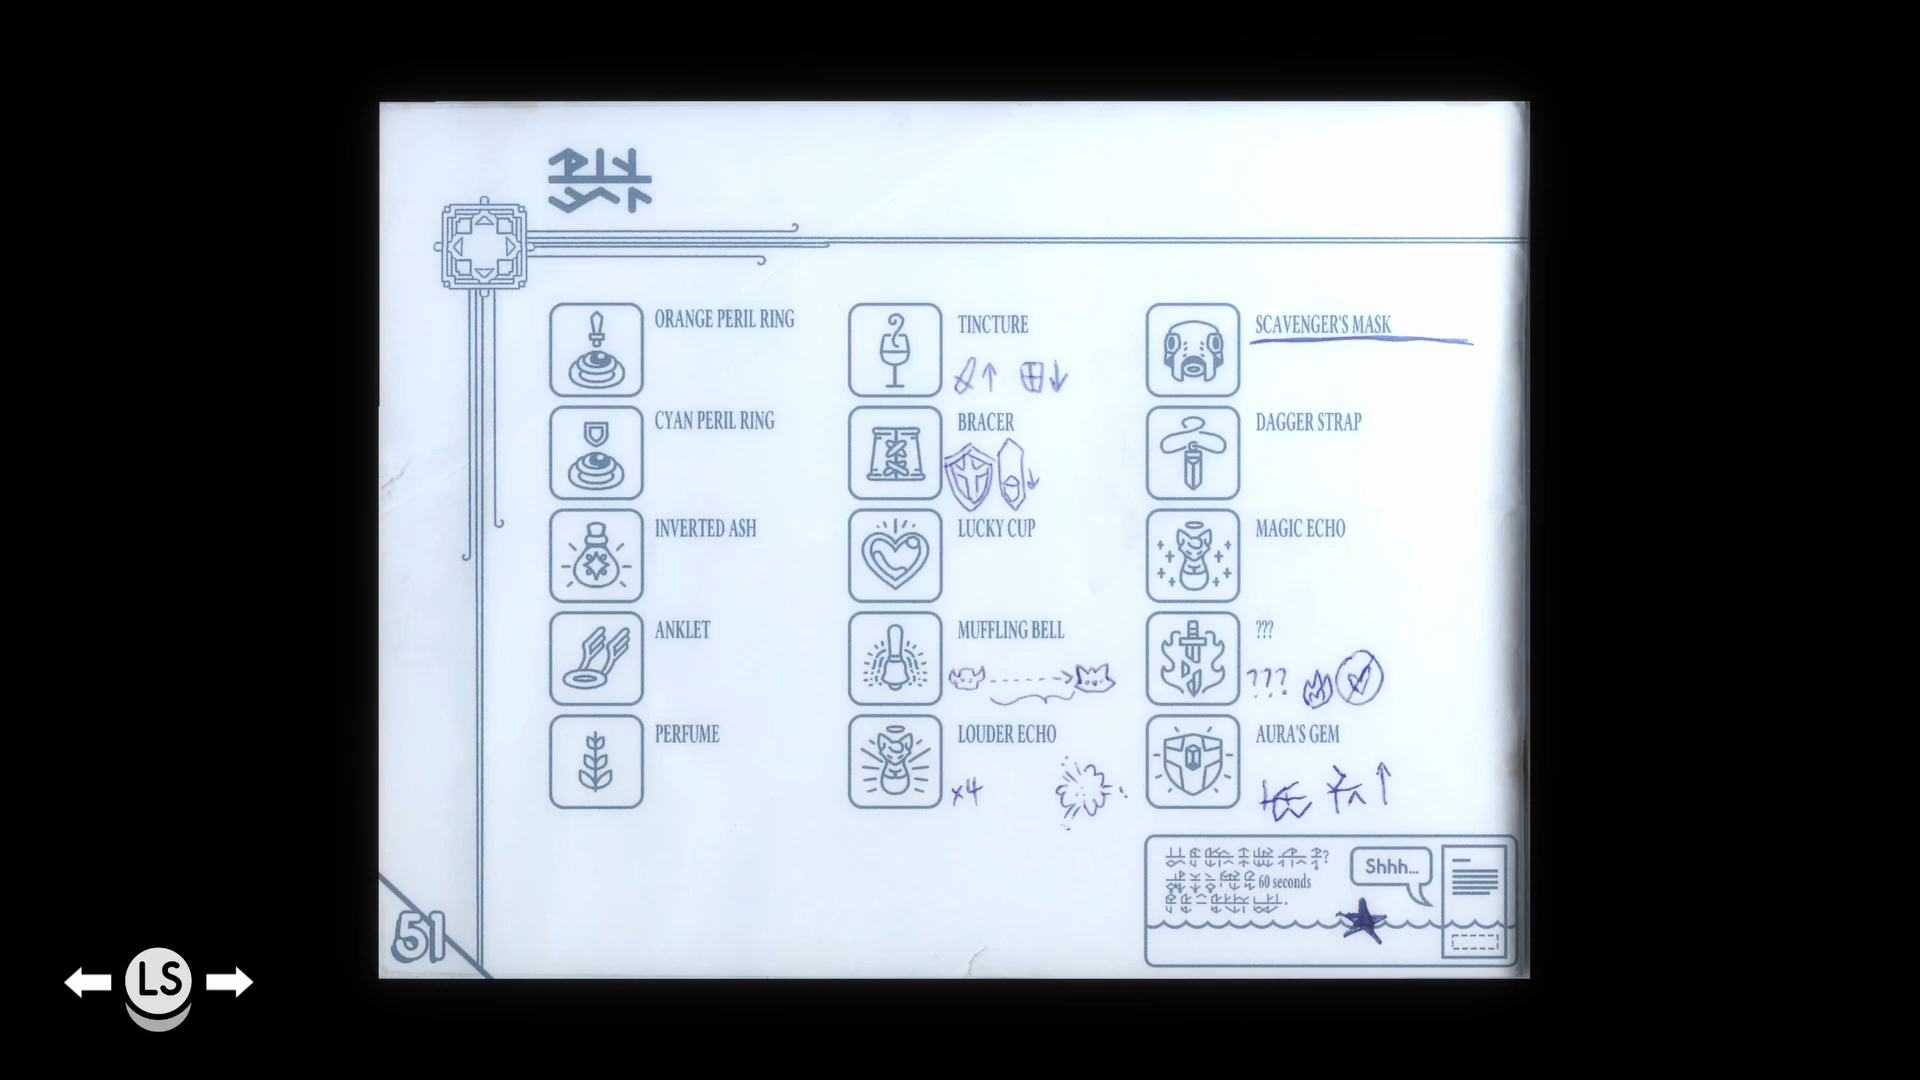 ORANGE PERIL RING
CYAN PERIL RING
INVERTED ASH
ANKLET
PERFUME
TINCTURE
BRACER
LUCKY CUP
MUFFLING BELL
LOUDER ECHO
x4
SCAVENGER'S MASK
DAGGER STRAP
MAGIC ECHO
???
???
AURA'S GEM
?
60 seconds
.
Shhh...
51
LS